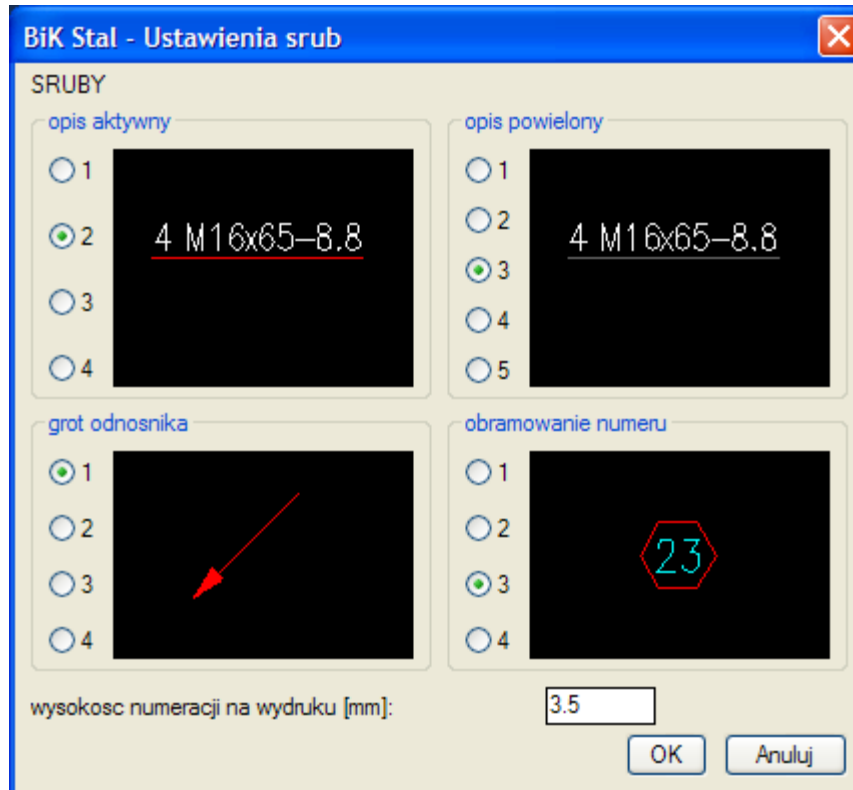 BiK Stal - Ustawienia srub
SRUBY
opis aktywny
1
2
3
4
4 M16x65-8.8
opis powielony
1
2
3
4
5
4 M16x65-8.8
grot odnosnika
1
2
3
4
obramowanie numeru
1
2
3
4
23
wysokosc numeracji na wydruku [mm]: 3.5
OK Anuluj